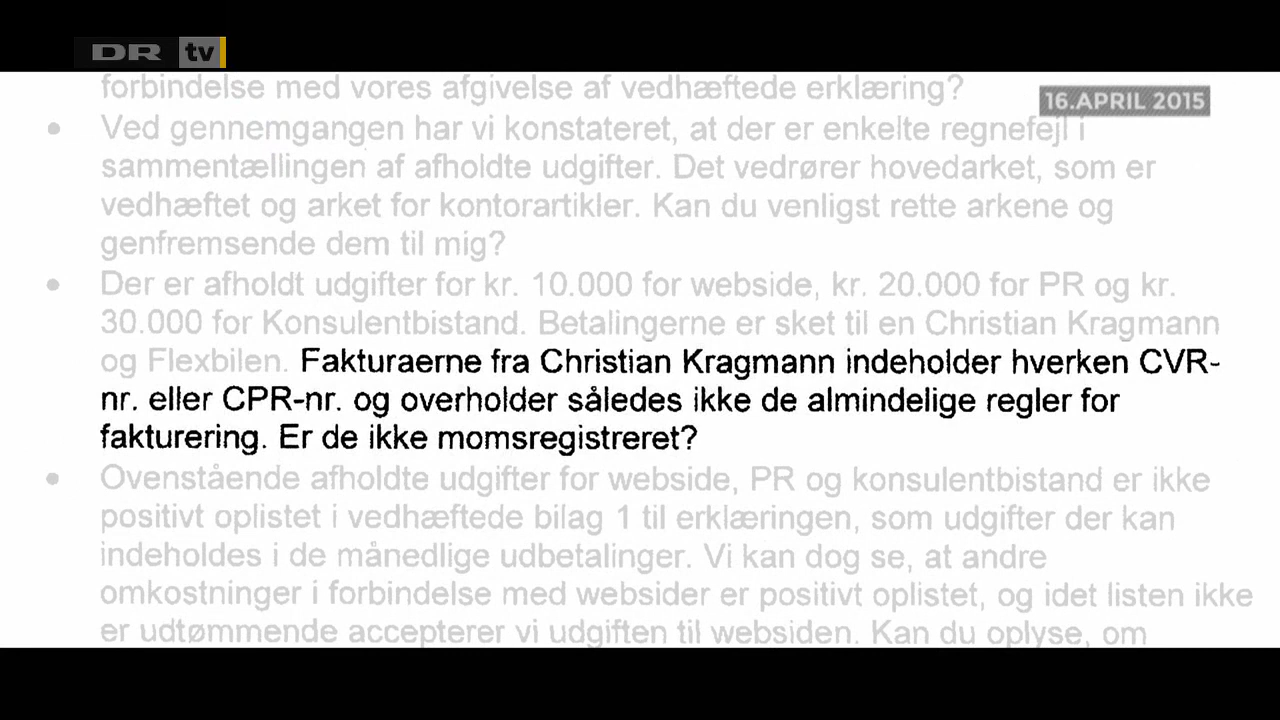 DR tv
forbindelse med vores afgivelse af vedhæftede erklæring?
16.APRIL 2015
• Ved gennemgangen har vi konstateret, at der er enkelte regnefejl i
sammentællingen af afholdte udgifter. Det vedrører hovedarket, som er
vedhæftet og arket for kontorartikler. Kan du venligst rette arkene og
genfremsende dem til mig?
• Der er afholdt udgifter for kr. 10.000 for webside, kr. 20.000 for PR og kr.
30.000 for Konsulentbistand. Betalingerne er sket til en Christian Kragmann
og Flexbilen. Fakturaerne fra Christian Kragmann indeholder hverken CVR-
nr. eller CPR-nr. og overholder således ikke de almindelige regler for
fakturering. Er de ikke momsregistreret?
• Ovenstående afholdte udgifter for webside, PR og konsulentbistand er ikke
positivt oplistet i vedhæftede bilag 1 til erklæringen, som udgifter der kan
indeholdes i de månedlige udbetalinger. Vi kan dog se, at andre
omkostninger i forbindelse med websider er positivt oplistet, og idet listen ikke
er udtømmende accepterer vi udgiften til websiden. Kan du oplyse, om